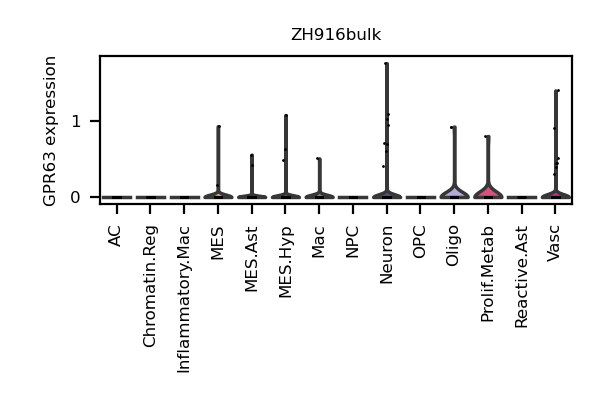 ZH916bulk
GPR63 expression
1
0
AC
Chromatin.Reg
Inflammatory.Mac
MES
MES.Ast
MES.Hyp
Mac
NPC
Neuron
OPC
Oligo
Prolif.Metab
Reactive.Ast
Vasc